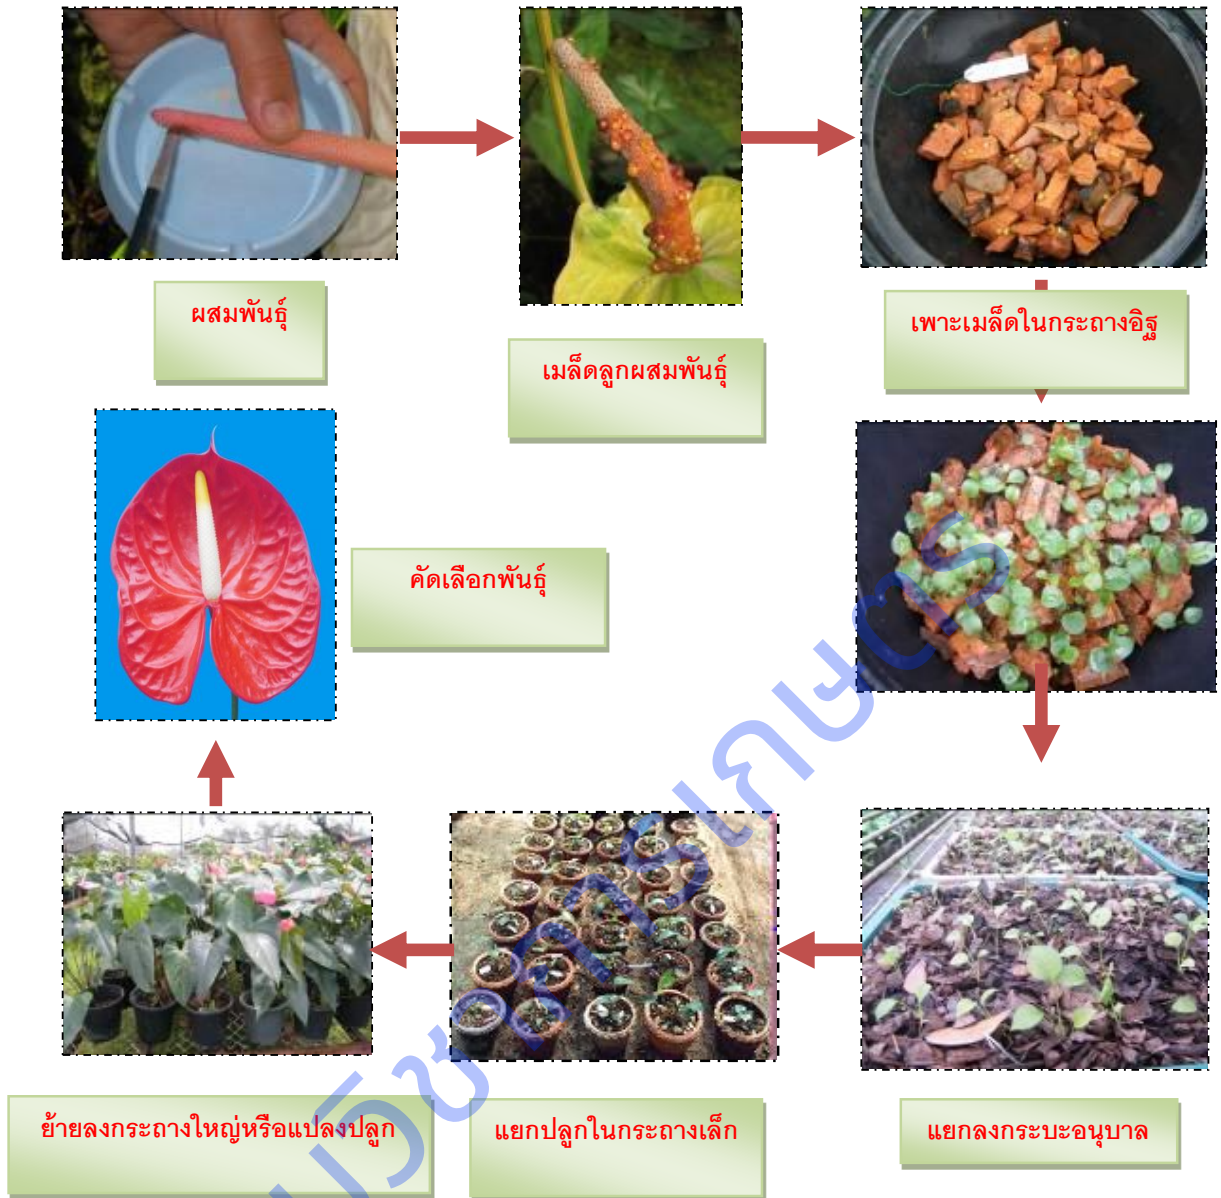 ผสมพันธุ์
เมล็ดลูกผสมพันธุ์
เพาะเมล็ดในกระถางอิฐ
คัดเลือกพันธุ์
ย้ายลงกระถางใหญ่หรือแปลงปลูก
แยกปลูกในกระถางเล็ก
แยกลงกระบะอนุบาล